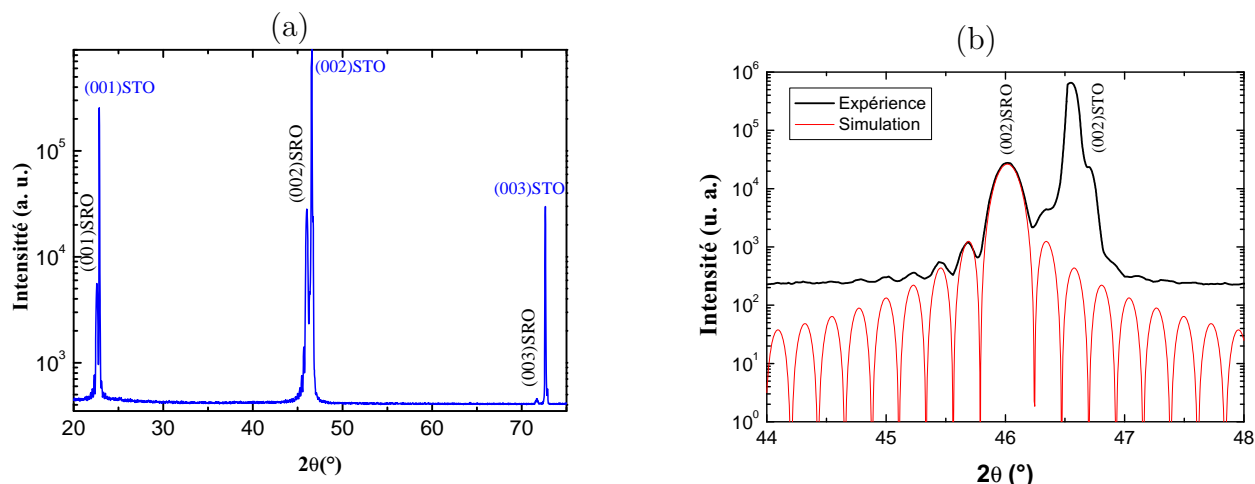 (a)
(001)STO
(001)SRO
(002)SRO
(002)STO
(003)STO
(003)SRO
Intensitté (a. u.)
10^5
10^4
10^3
20 30 40 50 60 70
2θ(°)
(b)
Expérience
Simulation
(002)SRO
(002)STO
Intensité (u. a.)
10^6
10^5
10^4
10^3
10^2
10^1
10^0
44 45 46 47 48
2θ (°)